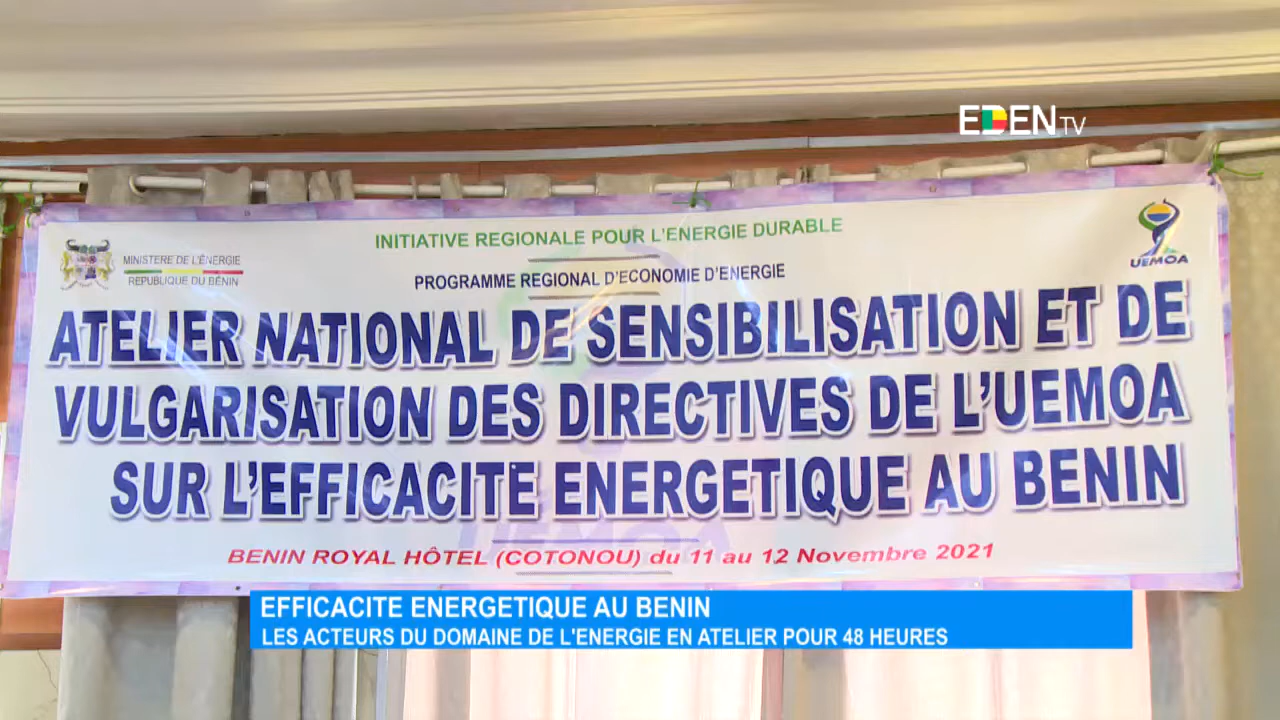 EDEN TV
INITIATIVE REGIONALE POUR L'ENERGIE DURABLE
MINISTERE DE L'ÉNERGIE
REPUBLIQUE DU BÉNIN
UEMOA
PROGRAMME REGIONAL D'ECONOMIE D'ENERGIE
ATELIER NATIONAL DE SENSIBILISATION ET DE
VULGARISATION DES DIRECTIVES DE L'UEMOA
SUR L'EFFICACITE ENERGETIQUE AU BENIN
UEMOA
BENIN ROYAL HÔTEL (COTONOU) du 11 au 12 Novembre 2021
EFFICACITE ENERGETIQUE AU BENIN
LES ACTEURS DU DOMAINE DE L'ENERGIE EN ATELIER POUR 48 HEURES